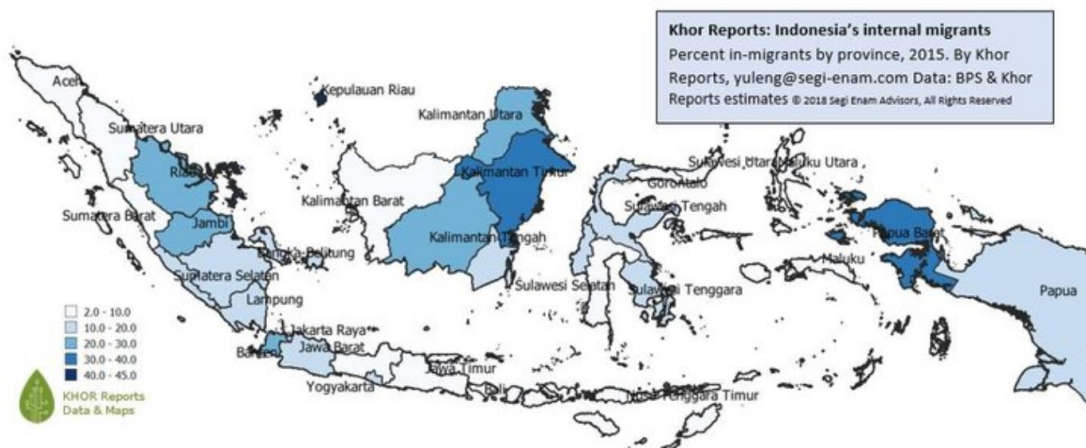 Khor Reports: Indonesia's internal migrants
Percent in-migrants by province, 2015. By Khor
Reports, yuleng@segi-enam.com Data: BPS & Khor
Reports estimates © 2018 Segi Enam Advisors, All Rights Reserved
Aceh
Kepulauan Riau
Sumatera Utara
Kalimantan Utara
Riau
Sulawesi Utara
Maluku Utara
Kalimantan Timur
Gorontalo
Kalimantan Barat
Sulawesi Tengah
Sumatera Barat
Jambi
Kalimantan Tengah
Papua Barat
Bangka-Belitung
Maluku
Sumatera Selatan
Sulawesi Selatan
Sulawesi Tenggara
Papua
Lampung
Jakarta Raya
Banten
Jawa Barat
Jawa Timur
Yogyakarta
Bali
Nusa Tenggara Timur
2.0 - 10.0
10.0 - 20.0
20.0 - 30.0
30.0 - 40.0
40.0 - 45.0
KHOR Reports
Data & Maps